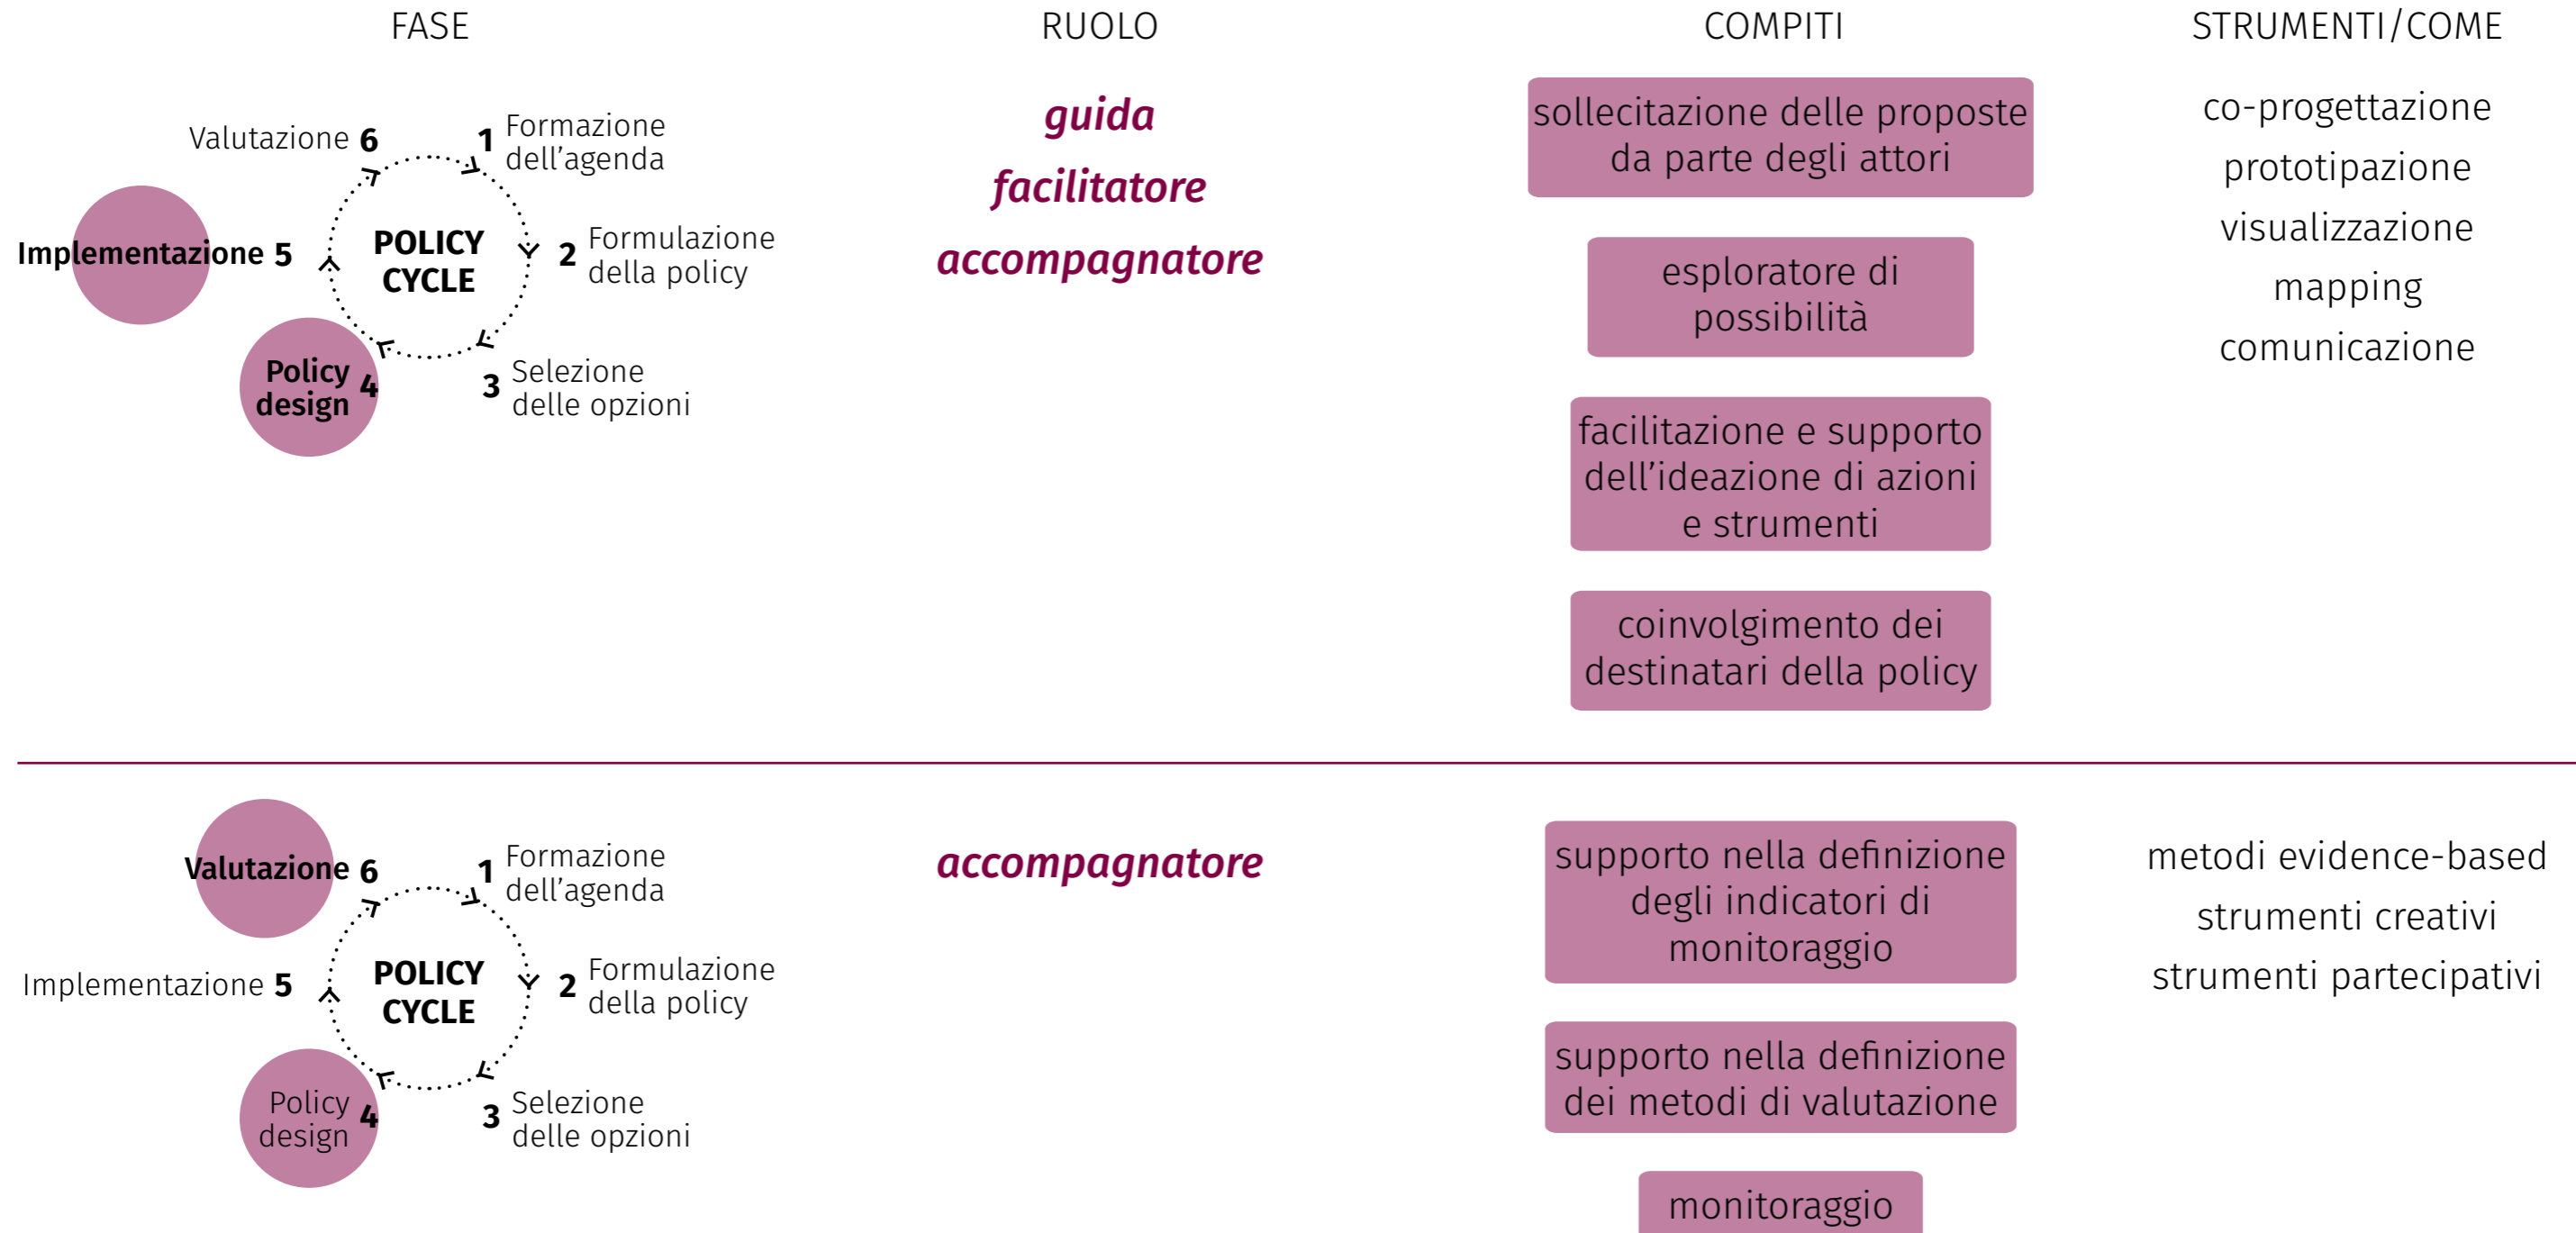 FASE
RUOLO
COMPITI
STRUMENTI/COME
Valutazione 6
1 Formazione
dell'agenda
Implementazione 5
POLICY
CYCLE
2 Formulazione
della policy
Policy
design 4
3 Selezione
delle opzioni
guida
facilitatore
accompagnatore
sollecitazione delle proposte
da parte degli attori
esploratore di
possibilità
facilitazione e supporto
dell'ideazione di azioni
e strumenti
coinvolgimento dei
destinatari della policy
co-progettazione
prototipazione
visualizzazione
mapping
comunicazione
Valutazione 6
1 Formazione
dell'agenda
Implementazione 5
POLICY
CYCLE
2 Formulazione
della policy
Policy
design 4
3 Selezione
delle opzioni
accompagnatore
supporto nella definizione
degli indicatori di
monitoraggio
supporto nella definizione
dei metodi di valutazione
monitoraggio
metodi evidence-based
strumenti creativi
strumenti partecipativi